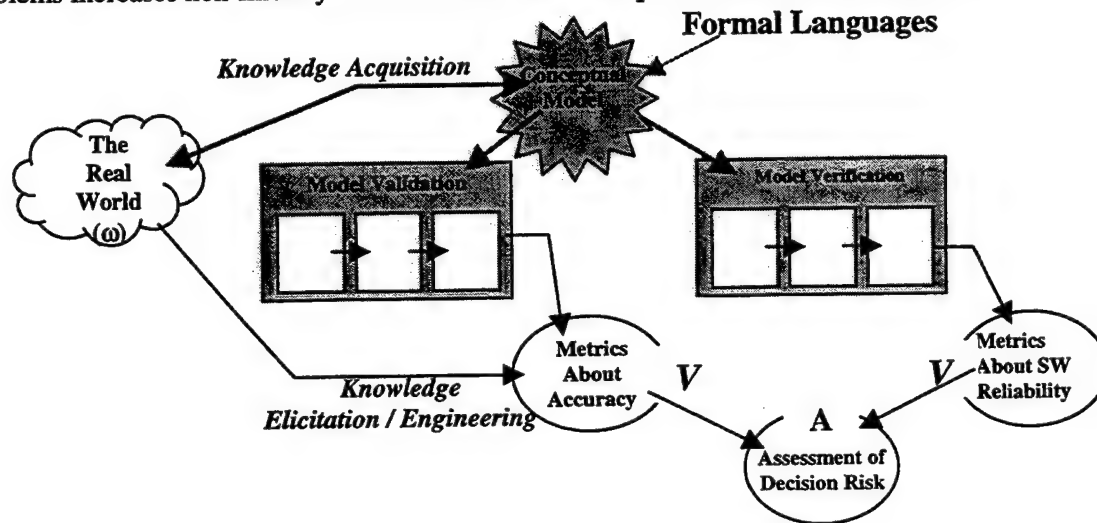 Formal Languages
Knowledge Acquisition
Conceptual
Model
The
Real
World
(ω)
Model Validation
Model Verification
Metrics
About
Accuracy
V
Metrics
About SW
Reliability
V
Knowledge
Elicitation / Engineering
A
Assessment of
Decision Risk